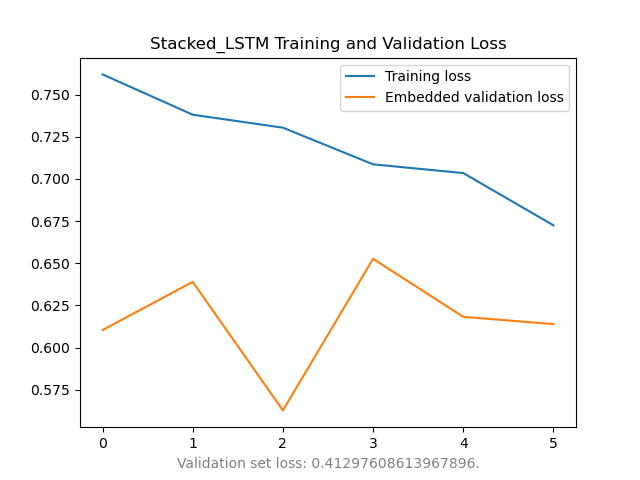 Stacked_LSTM Training and Validation Loss
Training loss
Embedded validation loss
0.750
0.725
0.700
0.675
0.650
0.625
0.600
0.575
0 1 2 3 4 5
Validation set loss: 0.41297608613967896.